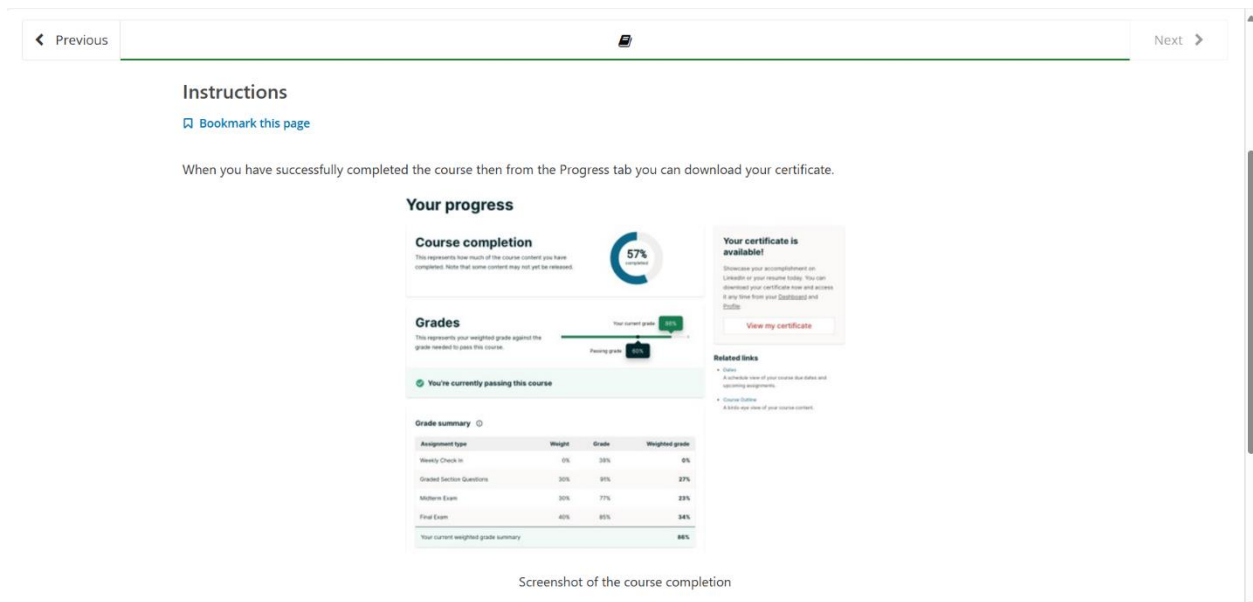 Previous
Next
Instructions
Bookmark this page
When you have successfully completed the course then from the Progress tab you can download your certificate.
Your progress
Course completion
This represents how much of the course content you have
completed. Note that some content may not yet be released.
57%
completed
Your certificate is
available!
Showcase your accomplishment on
LinkedIn or your resume today. You can
download your certificate now and access
it any time from your Dashboard and
Profile.
View my certificate
Grades
This represents your weighted grade against the
grade needed to pass this course.
Your current grade
Passing grade
You're currently passing this course
Related links
Dates
A schedule view of your course due dates and
upcoming assignments.
Course Outline
A birds-eye view of your course content.
Grade summary
Assignment type Weight Grade Weighted grade
Weekly Check In 0% 0%
Graded Section Questions 30% 91% 27%
Midterm Exam 30% 77% 23%
Final Exam 40% 85% 34%
Your current weighted grade summary
Screenshot of the course completion